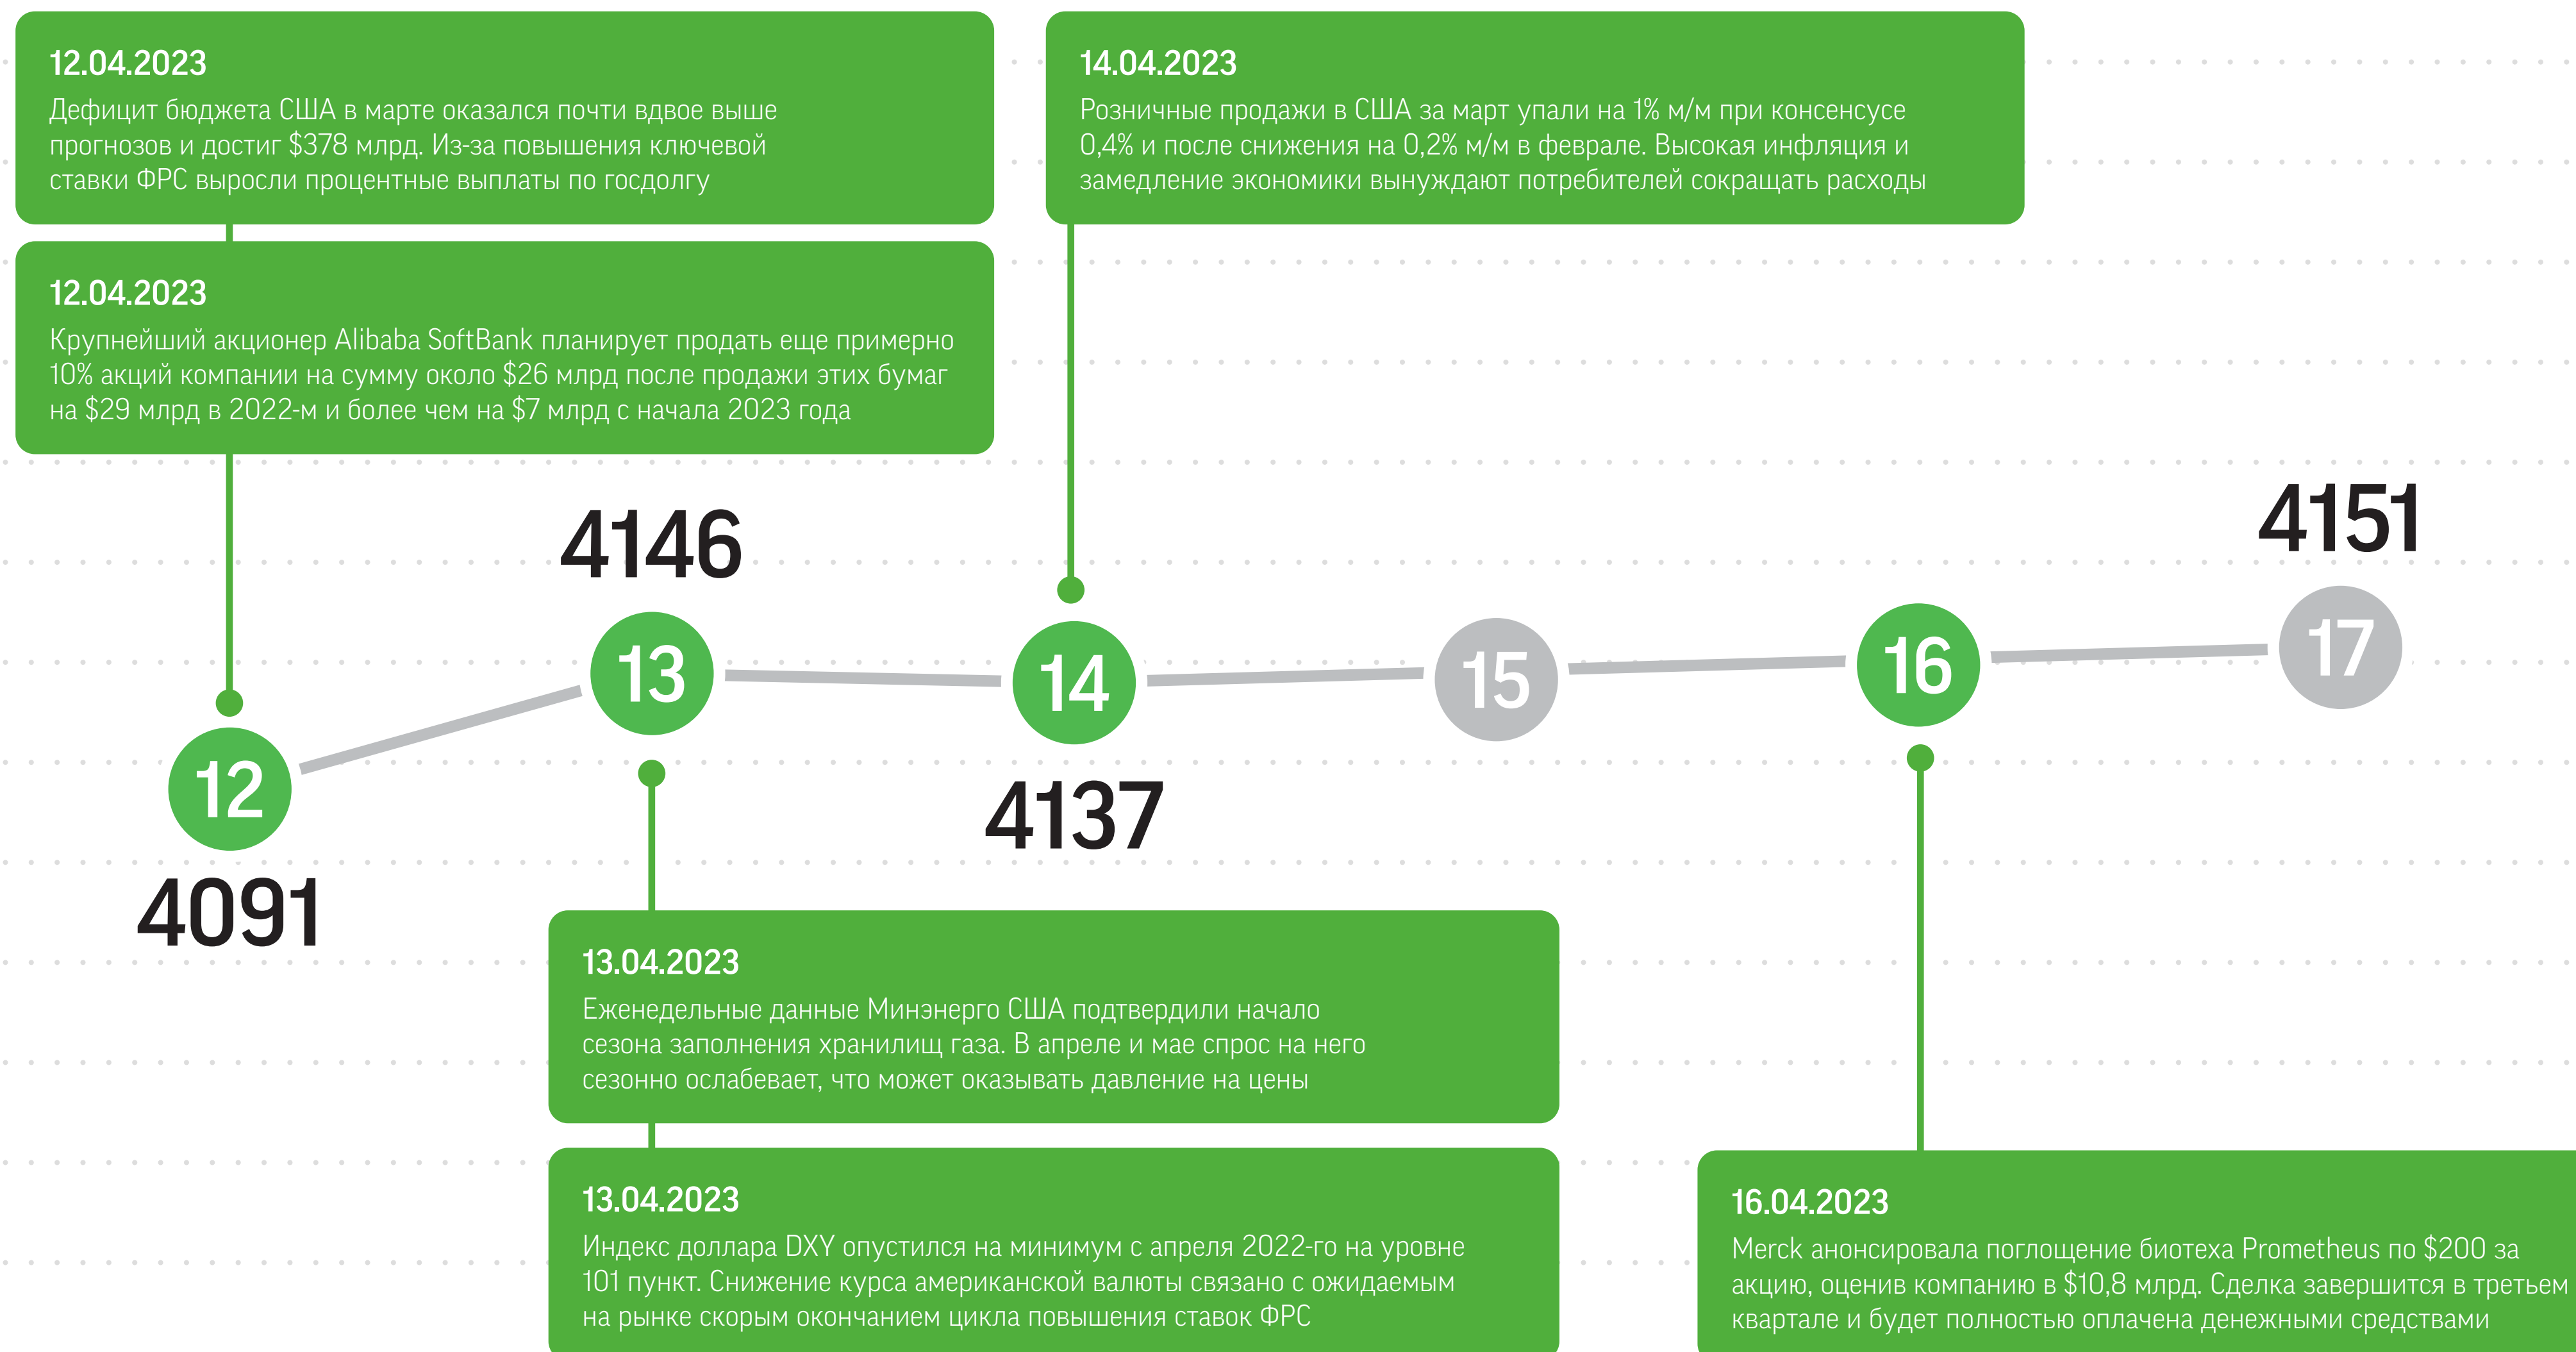 12.04.2023
Дефицит бюджета США в марте оказался почти вдвое выше
прогнозов и достиг $378 млрд. Из-за повышения ключевой
ставки ФРС выросли процентные выплаты по госдолгу
12.04.2023
Крупнейший акционер Alibaba SoftBank планирует продать еще примерно
10% акций компании на сумму около $26 млрд после продажи этих бумаг
на $29 млрд в 2022-м и более чем на $7 млрд с начала 2023 года
14.04.2023
Розничные продажи в США за март упали на 1% м/м при консенсусе
0,4% и после снижения на 0,2% м/м в феврале. Высокая инфляция и
замедление экономики вынуждают потребителей сокращать расходы
12
4091
4146
13
14
4137
15
16
4151
17
13.04.2023
Еженедельные данные Минэнерго США подтвердили начало
сезона заполнения хранилищ газа. В апреле и мае спрос на него
сезонно ослабевает, что может оказывать давление на цены
13.04.2023
Индекс доллара DXY опустился на минимум с апреля 2022-го на уровне
101 пункт. Снижение курса американской валюты связано с ожидаемым
на рынке скорым окончанием цикла повышения ставок ФРС
16.04.2023
Merck анонсировала поглощение биотеха Prometheus по $200 за
акцию, оценив компанию в $10,8 млрд. Сделка завершится в третьем
квартале и будет полностью оплачена денежными средствами